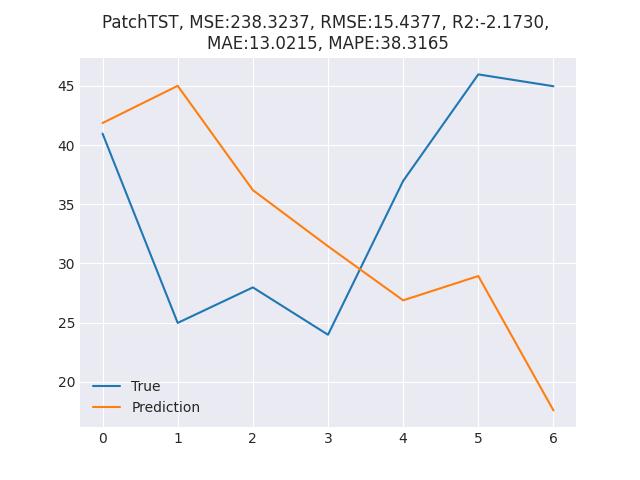 PatchTST, MSE:238.3237, RMSE:15.4377, R2:-2.1730,
MAE:13.0215, MAPE:38.3165
45
40
35
30
25
20
True
Prediction
0 1 2 3 4 5 6